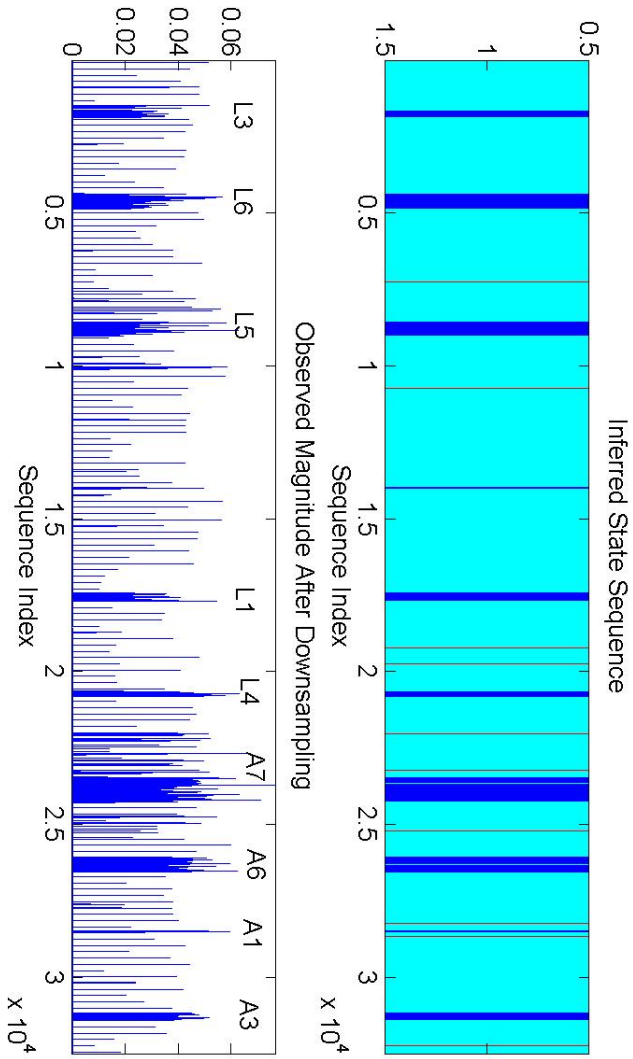 Inferred State Sequence
0.5
1
1.5
0.5
1
1.5
2
2.5
3
x 10^4
Sequence Index
Observed Magnitude After Downsampling
0.06
0.04
0.02
0
L3
L6
L5
L1
L4
A7
A6
A1
A3
0.5
1
1.5
2
2.5
3
x 10^4
Sequence Index